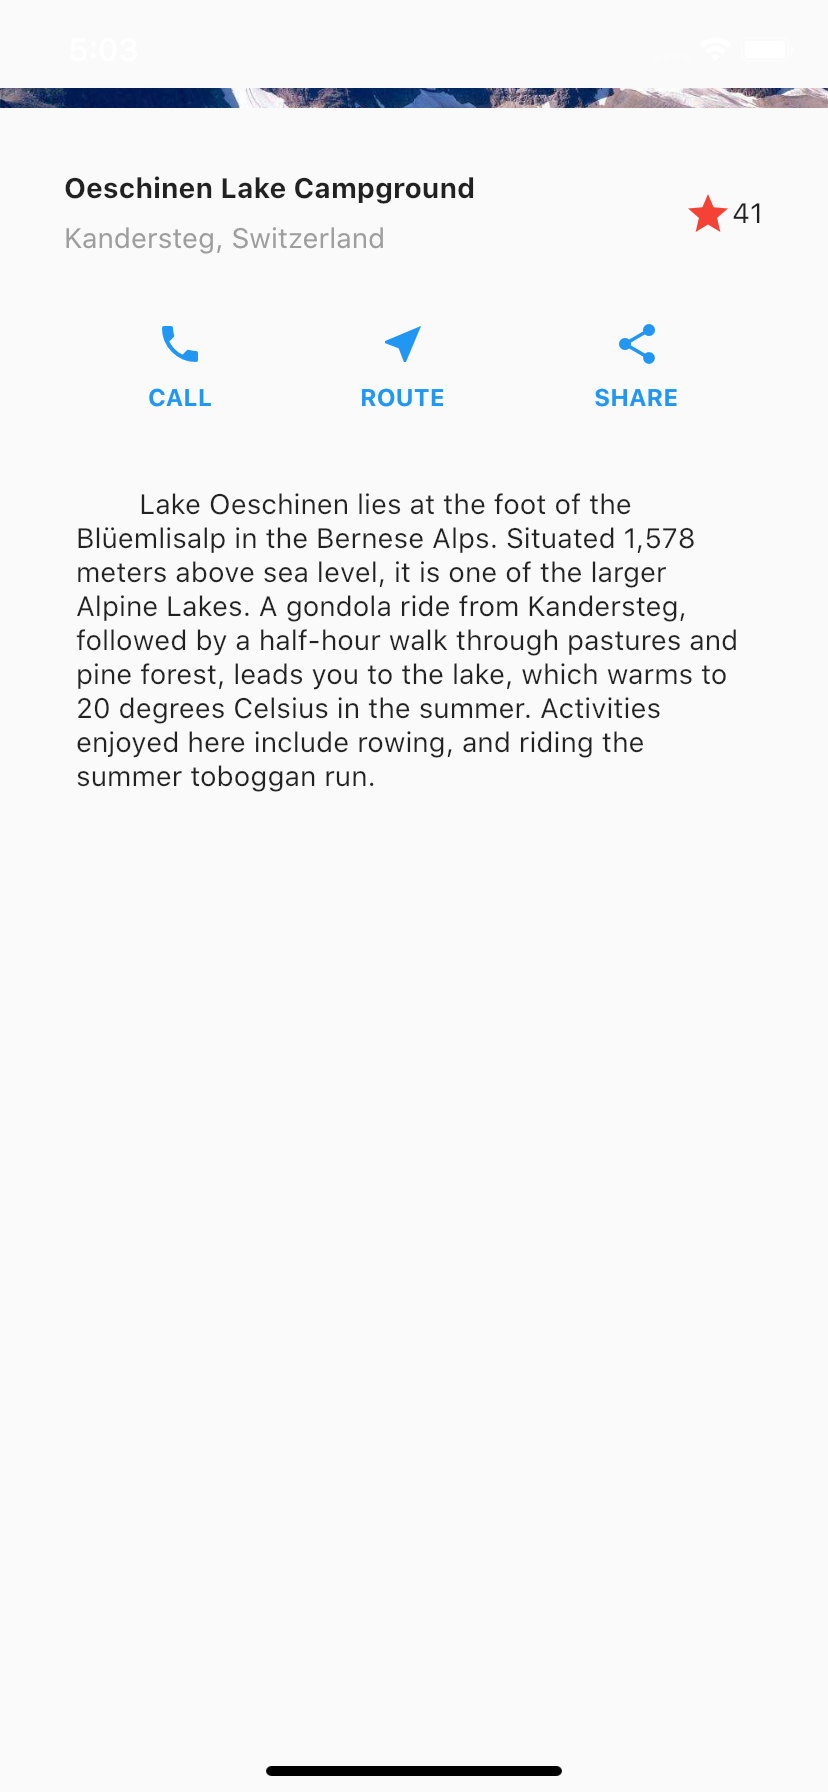 5:03
Oeschinen Lake Campground
Kandersteg, Switzerland
41
CALL ROUTE SHARE
Lake Oeschinen lies at the foot of the
Blüemlisalp in the Bernese Alps. Situated 1,578
meters above sea level, it is one of the larger
Alpine Lakes. A gondola ride from Kandersteg,
followed by a half-hour walk through pastures and
pine forest, leads you to the lake, which warms to
20 degrees Celsius in the summer. Activities
enjoyed here include rowing, and riding the
summer toboggan run.